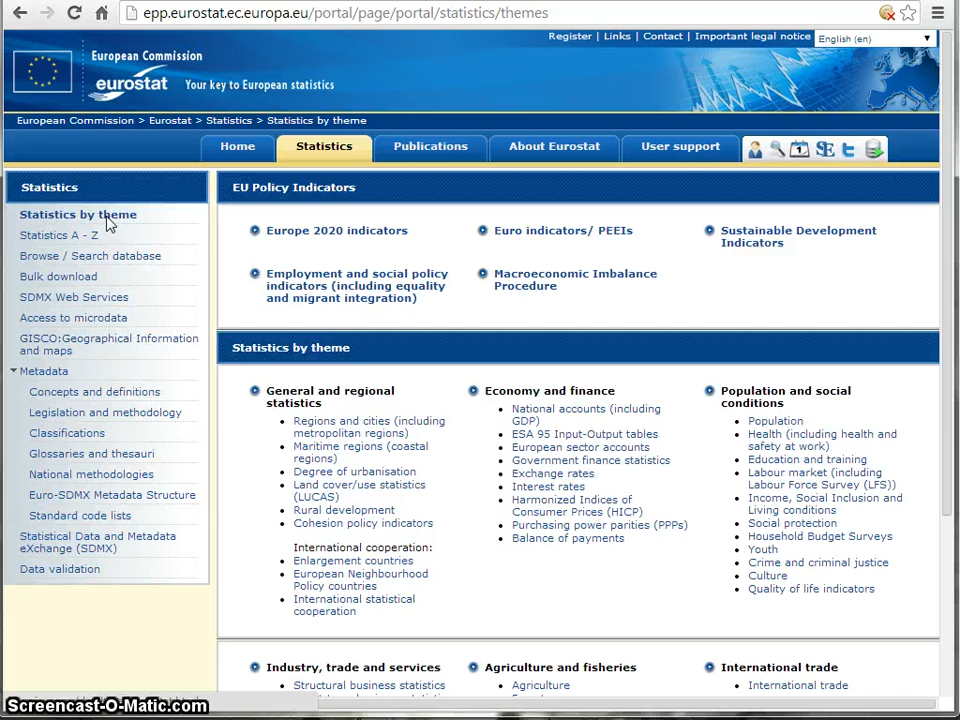 epp.eurostat.ec.europa.eu/portal/page/portal/statistics/themes
Register | Links | Contact | Important legal notice
English (en)
European Commission
eurostat
Your key to European statistics
European Commission > Eurostat > Statistics > Statistics by theme
Home
Statistics
Publications
About Eurostat
User support
Statistics
Statistics by theme
Statistics A - Z
Browse / Search database
Bulk download
SDMX Web Services
Access to microdata
GISCO:Geographical Information
and maps
Metadata
Concepts and definitions
Legislation and methodology
Classifications
Glossaries and thesauri
National methodologies
Euro-SDMX Metadata Structure
Standard code lists
Statistical Data and Metadata
eXchange (SDMX)
Data validation
EU Policy Indicators
Europe 2020 indicators
Euro indicators/ PEEIs
Sustainable Development
Indicators
Employment and social policy
indicators (including equality
and migrant integration)
Macroeconomic Imbalance
Procedure
Statistics by theme
General and regional
statistics
Regions and cities (including
metropolitan regions)
Maritime regions (coastal
regions)
Degree of urbanisation
Land cover/use statistics
(LUCAS)
Rural development
Cohesion policy indicators
International cooperation:
Enlargement countries
European Neighbourhood
Policy countries
International statistical
cooperation
Economy and finance
National accounts (including
GDP)
ESA 95 Input-Output tables
European sector accounts
Government finance statistics
Exchange rates
Interest rates
Harmonized Indices of
Consumer Prices (HICP)
Purchasing power parities (PPPs)
Balance of payments
Population and social
conditions
Population
Health (including health and
safety at work)
Education and training
Labour market (including
Labour Force Survey (LFS))
Income, Social Inclusion and
Living conditions
Social protection
Household Budget Surveys
Youth
Crime and criminal justice
Culture
Quality of life indicators
Industry, trade and services
Structural business statistics
Agriculture and fisheries
Agriculture
International trade
International trade
Screencast-O-Matic.com